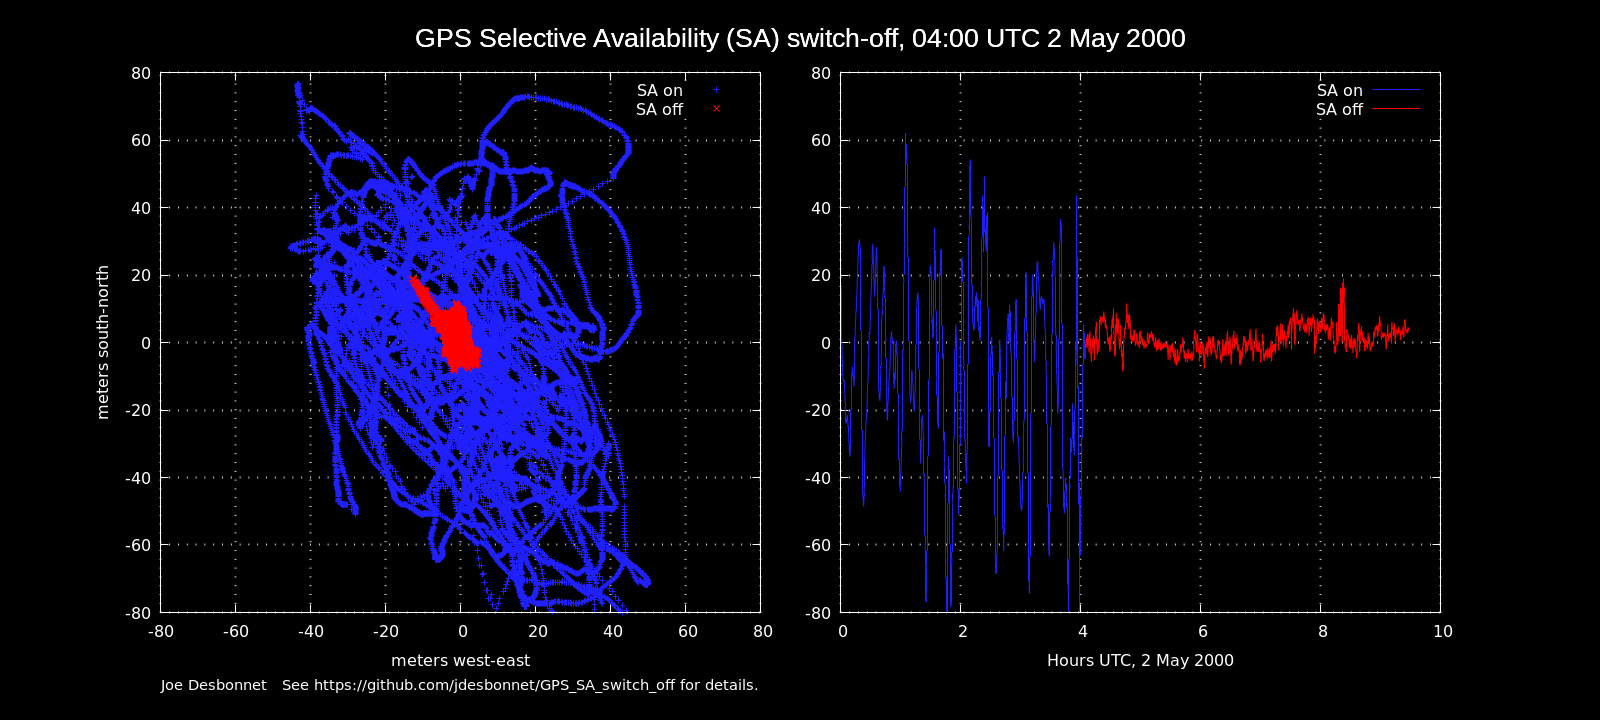 GPS Selective Availability (SA) switch-off, 04:00 UTC 2 May 2000
SA on
SA off
80
60
40
20
0
-20
-40
-60
-80
-80 -60 -40 -20 0 20 40 60 80
meters south-north
meters west-east
SA on
SA off
80
60
40
20
0
-20
-40
-60
-80
0 2 4 6 8 10
Hours UTC, 2 May 2000
Joe Desbonnet See https://github.com/jdesbonnet/GPS_SA_switch_off for details.